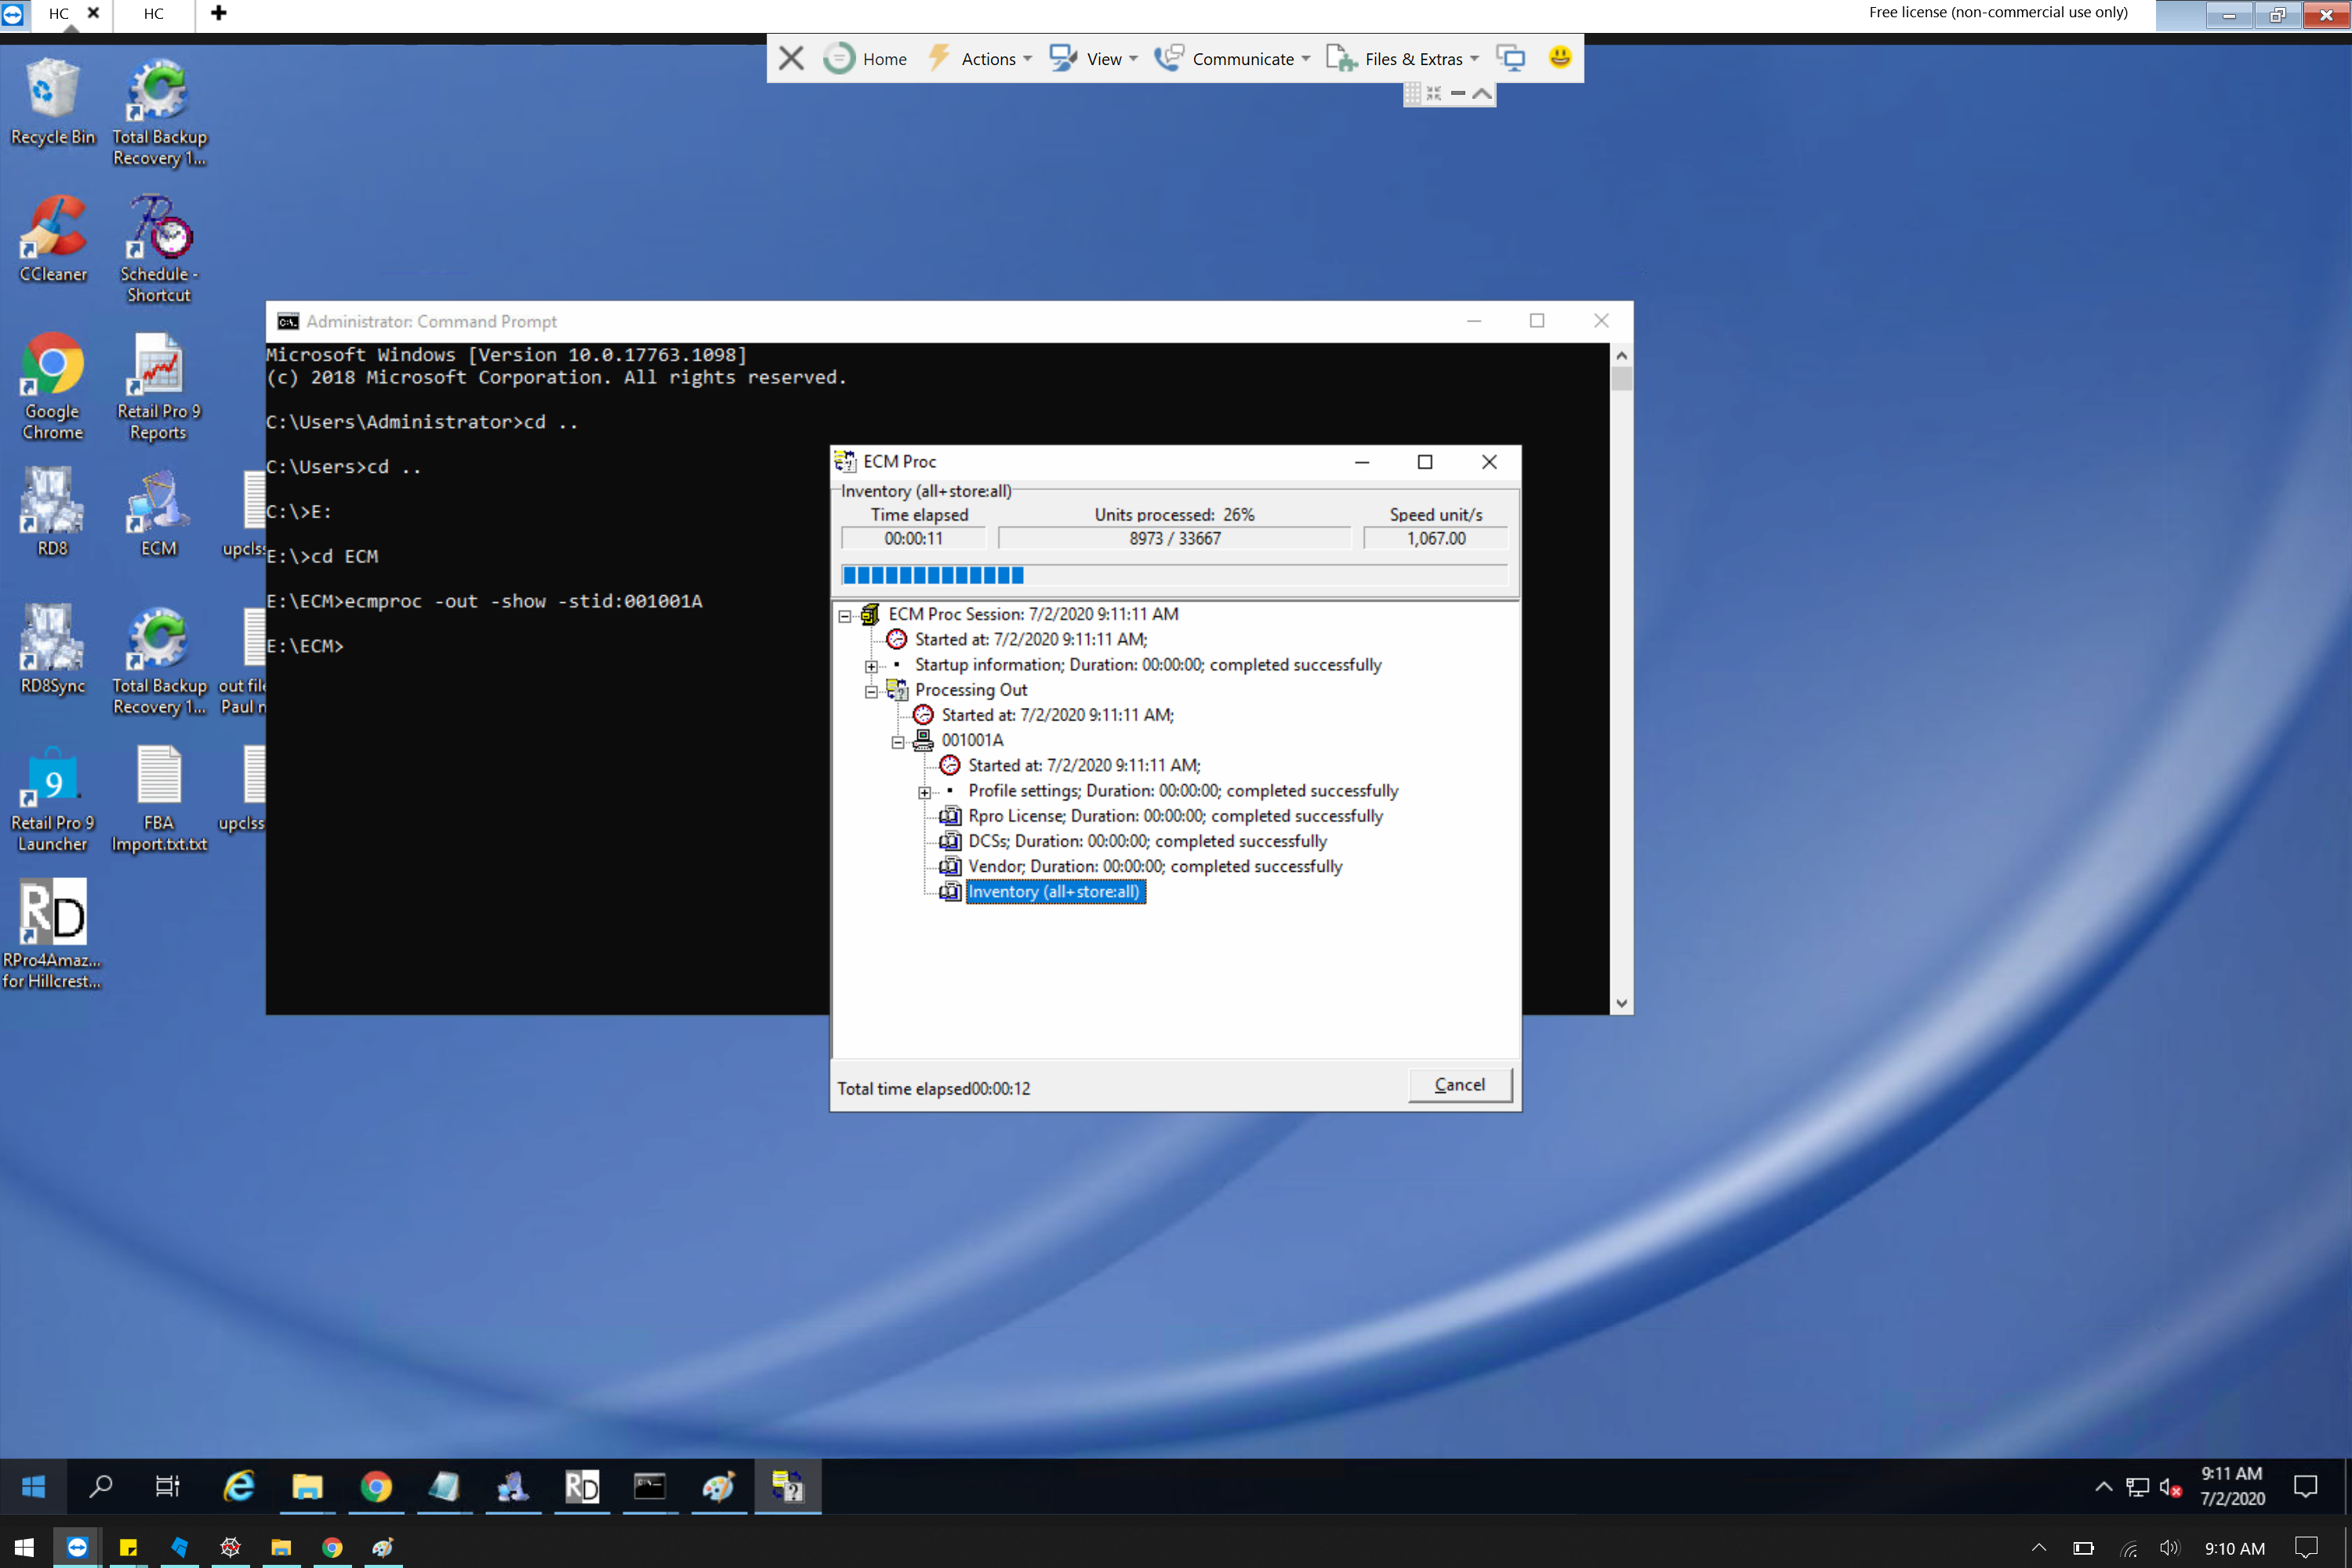 HC
HC
Free license (non-commercial use only)
Home
Actions
View
Communicate
Files & Extras
Recycle Bin
Total Backup
Recovery 1...
CCleaner
Schedule -
Shortcut
Google
Chrome
Retail Pro 9
Reports
RD8
ECM
upclss
RD8Sync
Total Backup
Recovery 1...
out file
Paul n
Retail Pro 9
Launcher
FBA
Import.txt.txt
upclss
RPro4Amaz...
for Hillcrest...
Administrator: Command Prompt
Microsoft Windows [Version 10.0.17763.1098]
(c) 2018 Microsoft Corporation. All rights reserved.
C:\Users\Administrator>cd ..
C:\Users>cd ..
C:\>E:
E:\>cd ECM
E:\ECM>ecmproc -out -show -stid:001001A
E:\ECM>
ECM Proc
Inventory (all+store:all)
Time elapsed
Units processed: 26%
Speed unit/s
00:00:11
8973 / 33667
1,067.00
ECM Proc Session: 7/2/2020 9:11:11 AM
Started at: 7/2/2020 9:11:11 AM;
Startup information; Duration: 00:00:00; completed successfully
Processing Out
Started at: 7/2/2020 9:11:11 AM;
001001A
Started at: 7/2/2020 9:11:11 AM;
Profile settings; Duration: 00:00:00; completed successfully
Rpro License; Duration: 00:00:00; completed successfully
DCSs; Duration: 00:00:00; completed successfully
Vendor; Duration: 00:00:00; completed successfully
Inventory (all+store:all)
Total time elapsed00:00:12
Cancel
9:11 AM
7/2/2020
9:10 AM